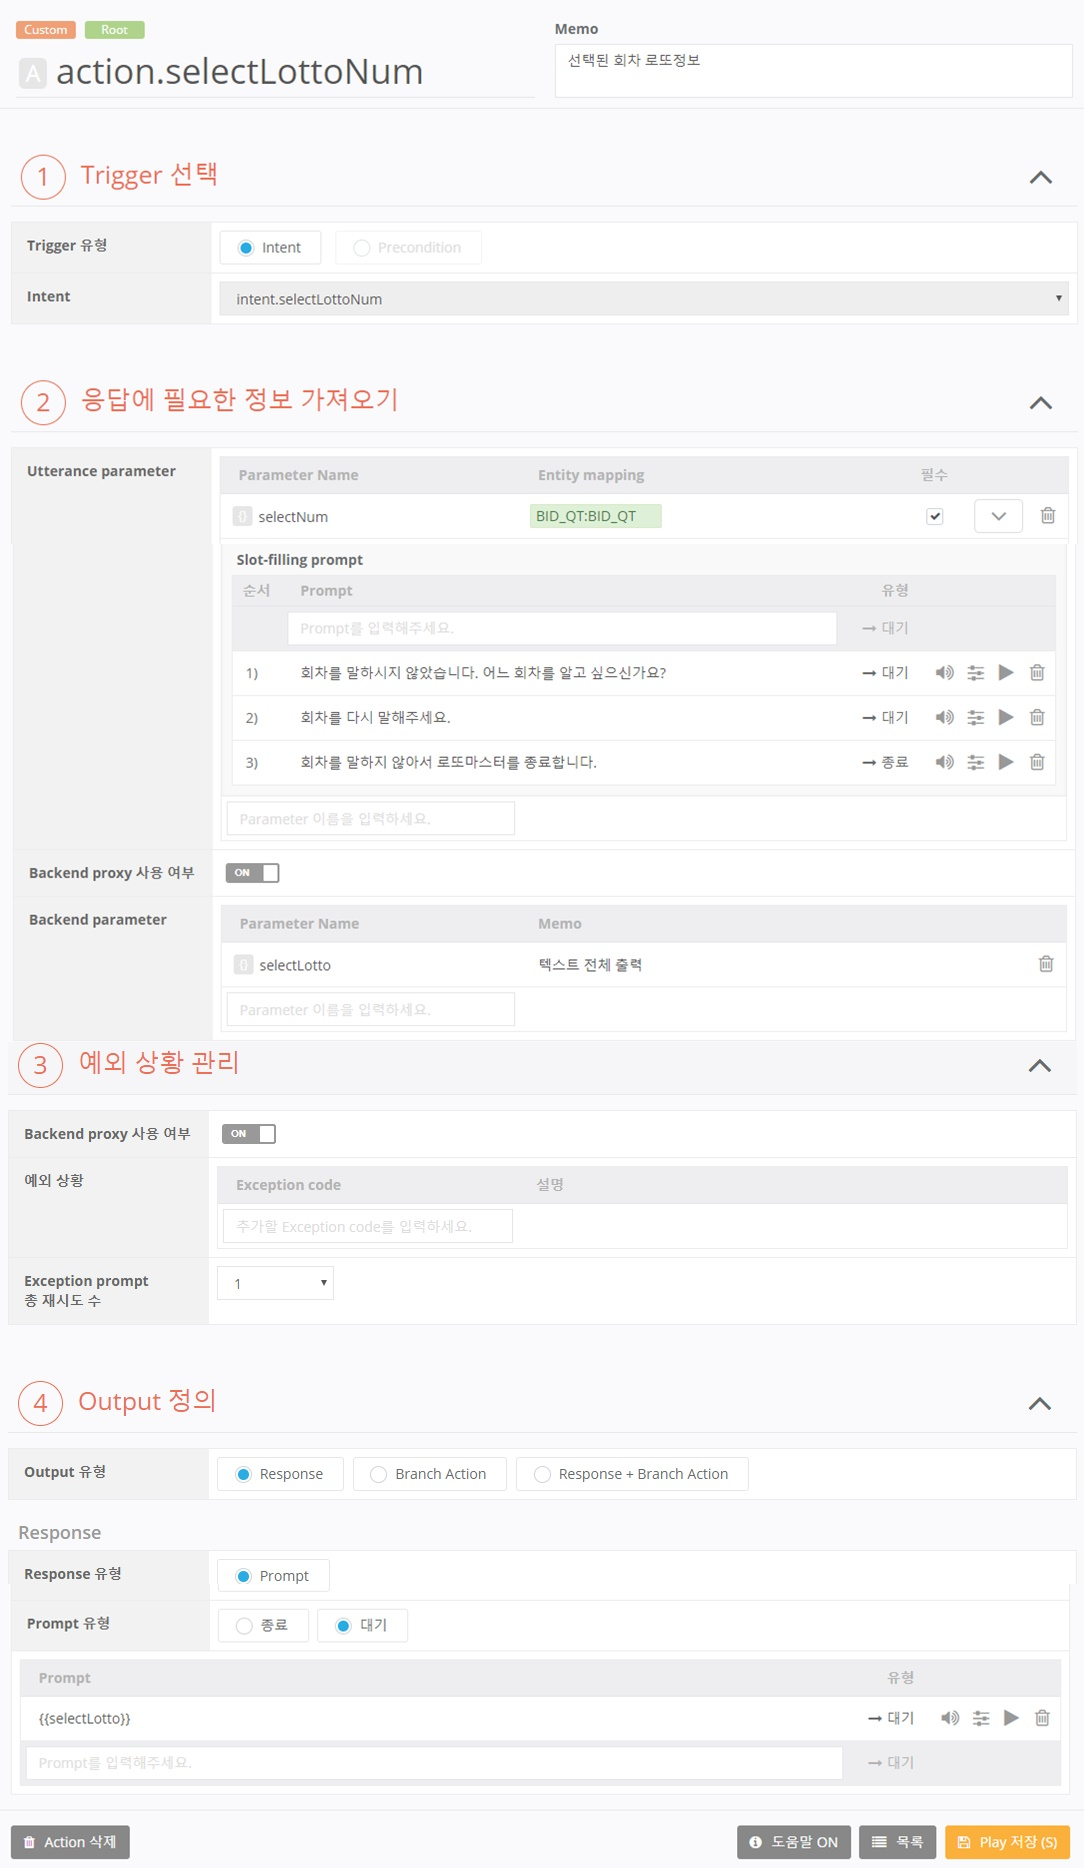 Custom Root
A action.selectLottoNum
Memo
선택된 회차 로또정보
1 Trigger 선택
Trigger 유형 Intent Precondition
Intent intent.selectLottoNum
2 응답에 필요한 정보 가져오기
Utterance parameter
Parameter Name Entity mapping 필수
{} selectNum BID_QT:BID_QT
Slot-filling prompt
순서 Prompt 유형
Prompt를 입력해주세요. → 대기
1) 회차를 말하시지 않았습니다. 어느 회차를 알고 싶으신가요? → 대기
2) 회차를 다시 말해주세요. → 대기
3) 회차를 말하지 않아서 로또마스터를 종료합니다. → 종료
Parameter 이름을 입력하세요.
Backend proxy 사용 여부 ON
Backend parameter
Parameter Name Memo
{} selectLotto 텍스트 전체 출력
Parameter 이름을 입력하세요.
3 예외 상황 관리
Backend proxy 사용 여부 ON
예외 상황
Exception code 설명
추가할 Exception code를 입력하세요.
Exception prompt
총 재시도 수
1
4 Output 정의
Output 유형 Response Branch Action Response + Branch Action
Response
Response 유형 Prompt
Prompt 유형 종료 대기
Prompt 유형
{{selectLotto}} → 대기
Prompt를 입력해주세요. → 대기
Action 삭제 도움말 ON 목록 Play 저장 (S)